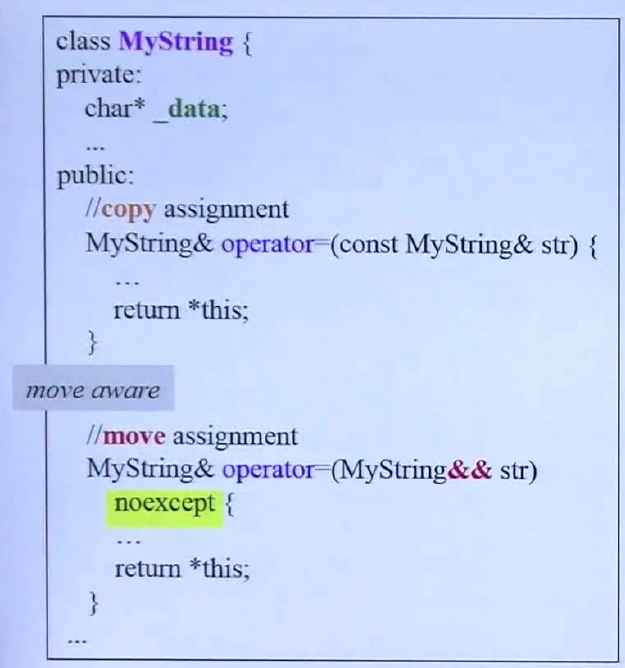 class MyString {
private:
char* _data;
...
public:
//copy assignment
MyString& operator=(const MyString& str) {
...
return *this;
}
move aware
//move assignment
MyString& operator=(MyString&& str)
noexcept {
...
return *this;
}
...